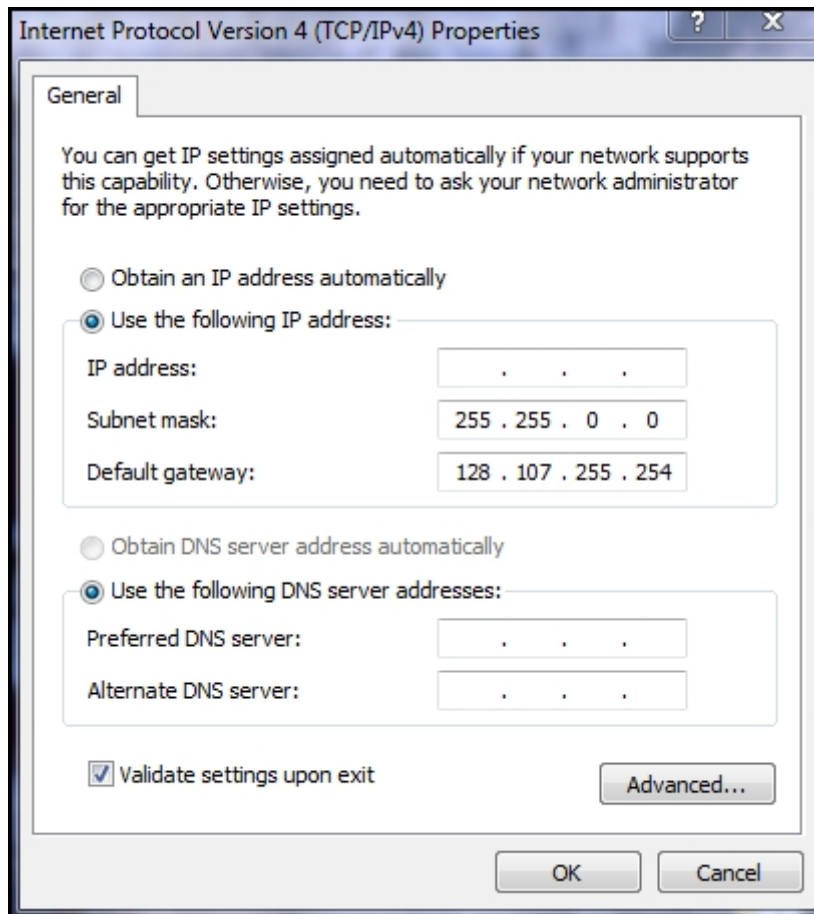 Internet Protocol Version 4 (TCP/IPv4) Properties
?
X
General
You can get IP settings assigned automatically if your network supports
this capability. Otherwise, you need to ask your network administrator
for the appropriate IP settings.
Obtain an IP address automatically
Use the following IP address:
IP address: . . .
Subnet mask: 255 . 255 . 0 . 0
Default gateway: 128 . 107 . 255 . 254
Obtain DNS server address automatically
Use the following DNS server addresses:
Preferred DNS server: . . .
Alternate DNS server: . . .
Validate settings upon exit
Advanced...
OK Cancel